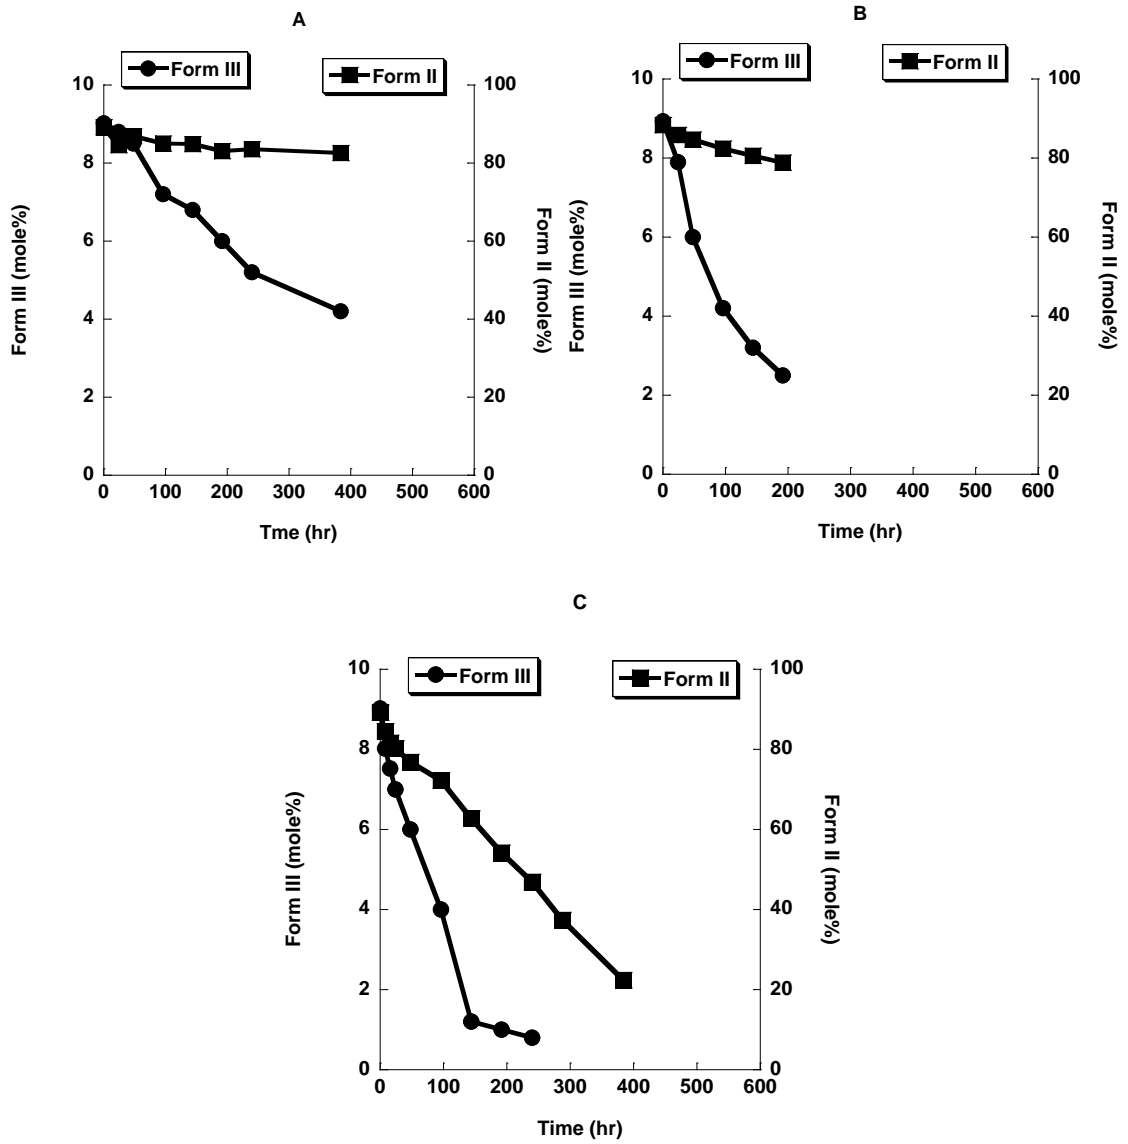 A
Form III
Form II
10
8
6
4
2
0
100
80
60
40
20
0
0 100 200 300 400 500 600
Form III (mole%)
Form II (mole%)
Tme (hr)
B
Form III
Form II
10
8
6
4
2
0
100
80
60
40
20
0
0 100 200 300 400 500 600
Form III (mole%)
Form II (mole%)
Time (hr)
C
Form III
Form II
10
8
6
4
2
0
100
80
60
40
20
0
0 100 200 300 400 500 600
Form III (mole%)
Form II (mole%)
Time (hr)